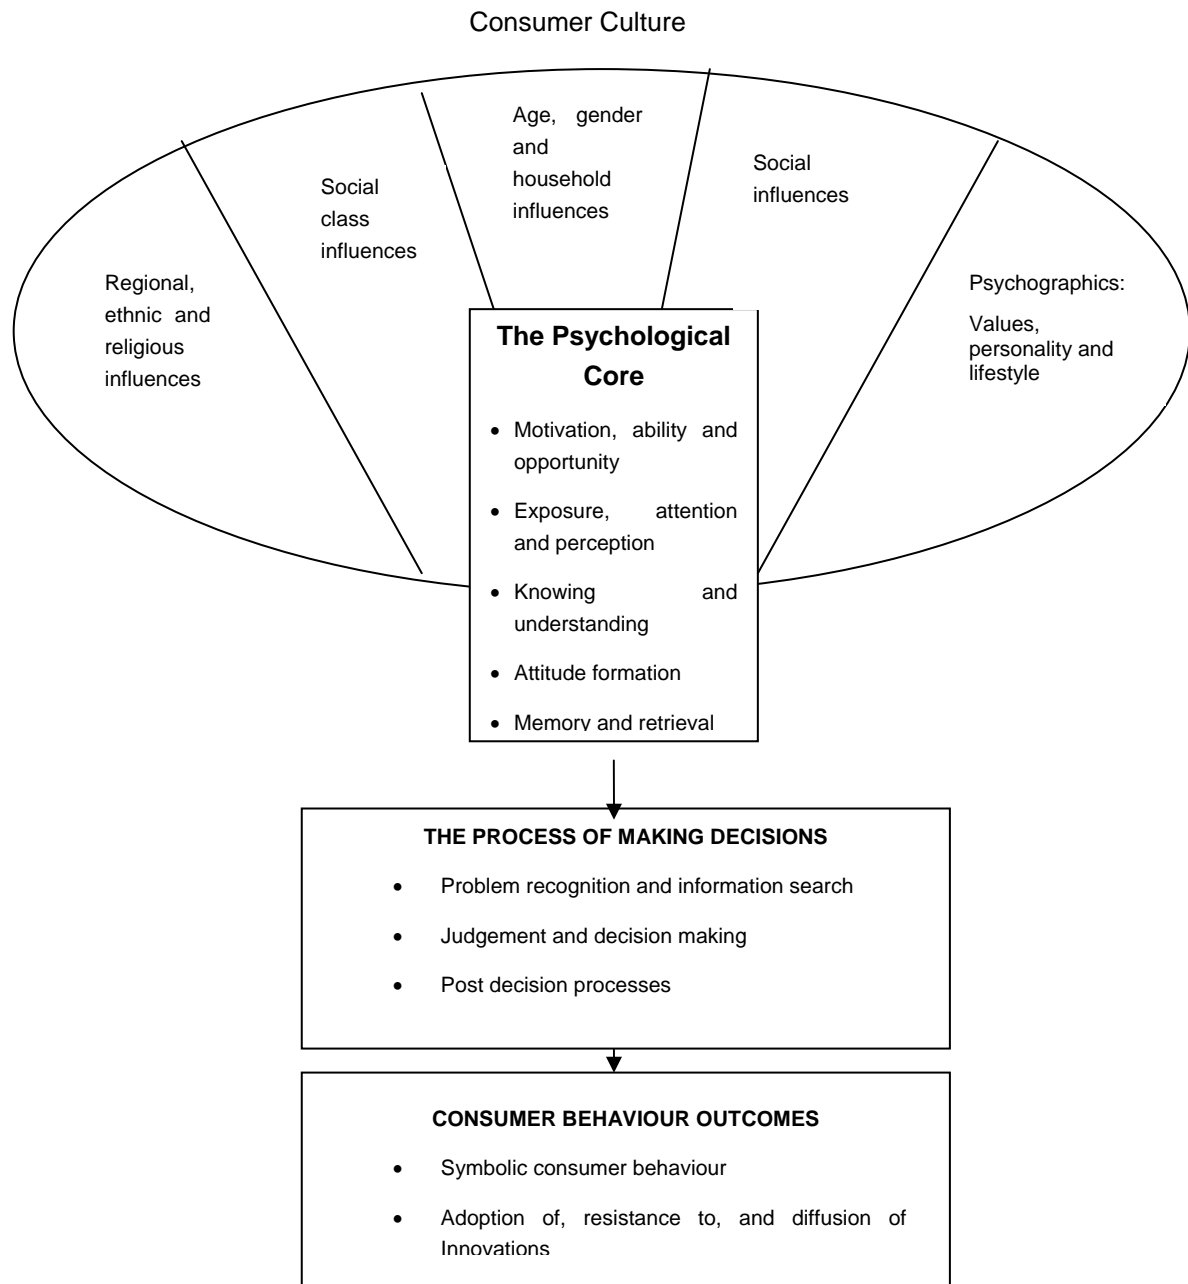 Consumer Culture
Age, gender
and
household
influences
Social
influences
Social
class
influences
Regional,
ethnic and
religious
influences
Psychographics:
Values,
personality and
lifestyle
The Psychological
Core
• Motivation, ability and
opportunity
• Exposure, attention
and perception
• Knowing and
understanding
• Attitude formation
• Memory and retrieval
THE PROCESS OF MAKING DECISIONS
• Problem recognition and information search
• Judgement and decision making
• Post decision processes
CONSUMER BEHAVIOUR OUTCOMES
• Symbolic consumer behaviour
• Adoption of, resistance to, and diffusion of
Innovations